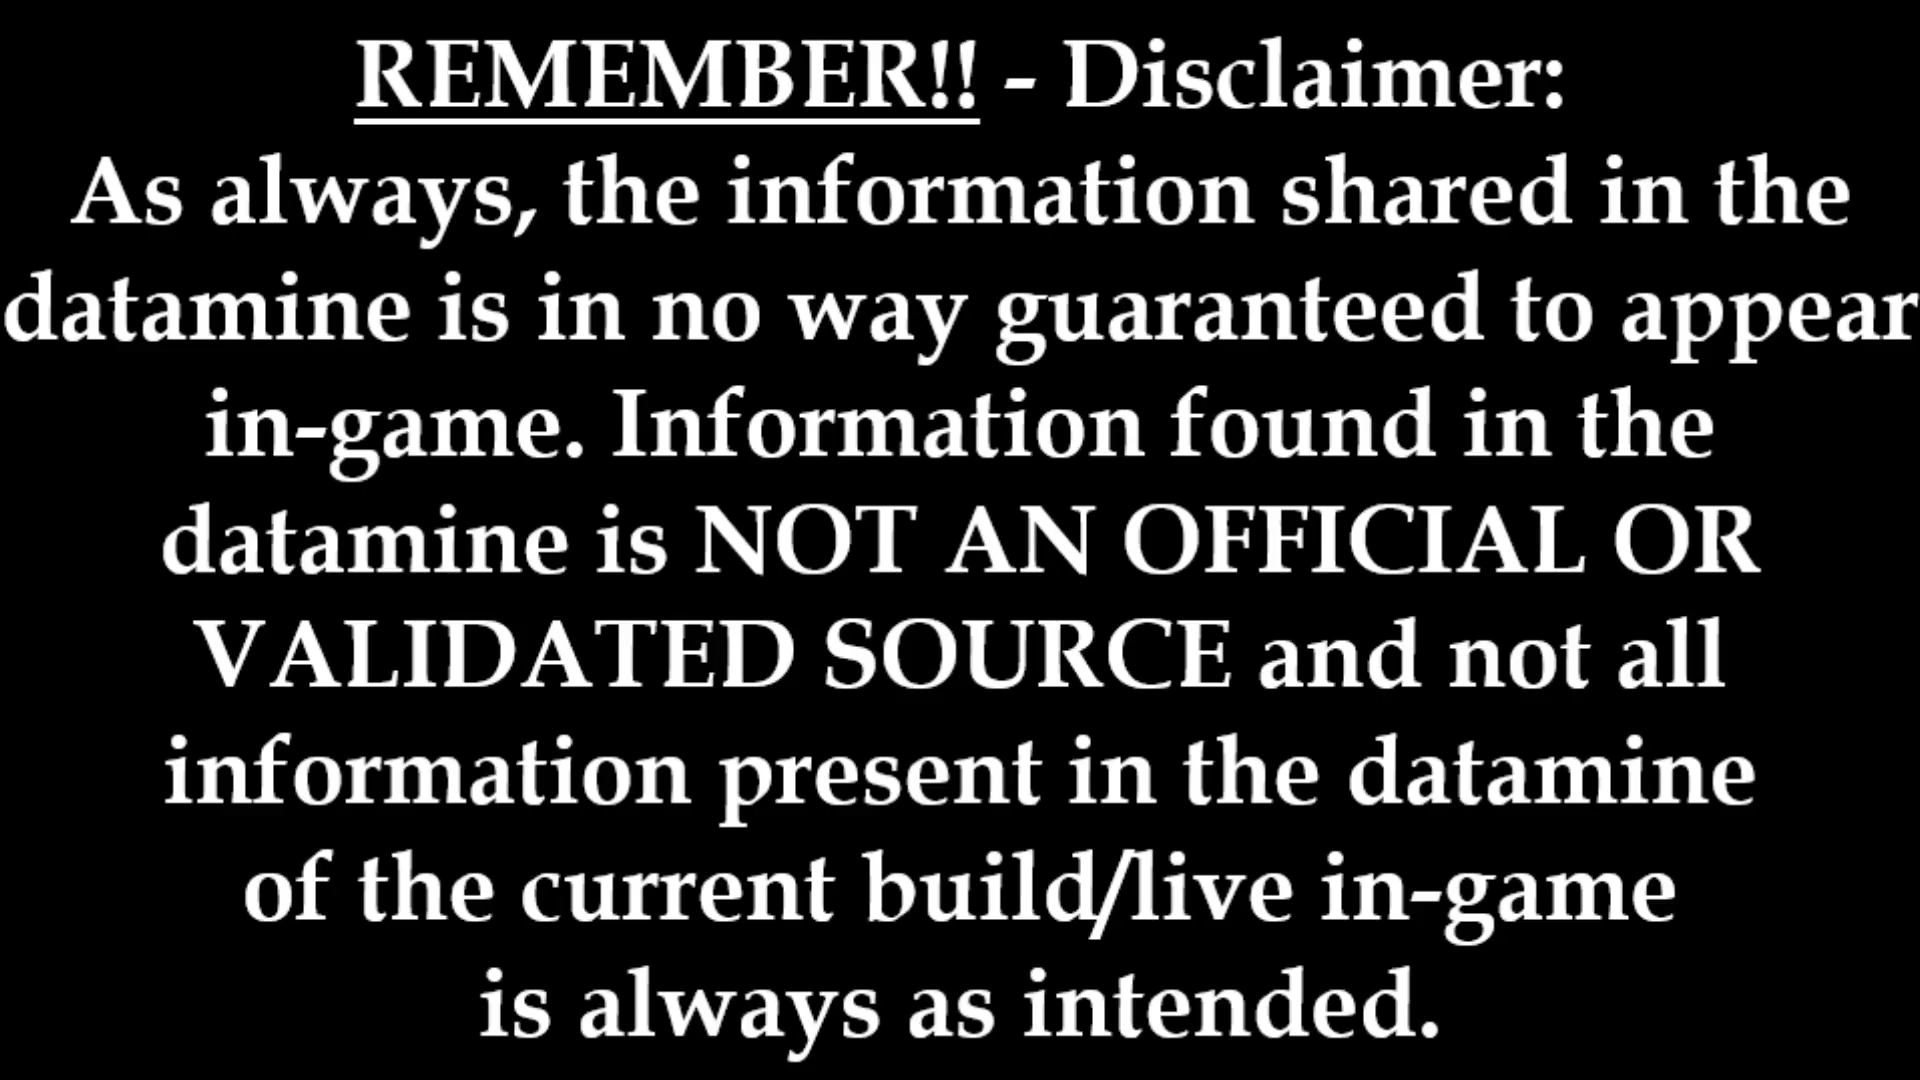 REMEMBER!! - Disclaimer:
As always, the information shared in the
datamine is in no way guaranteed to appear
in-game. Information found in the
datamine is NOT AN OFFICIAL OR
VALIDATED SOURCE and not all
information present in the datamine
of the current build/live in-game
is always as intended.